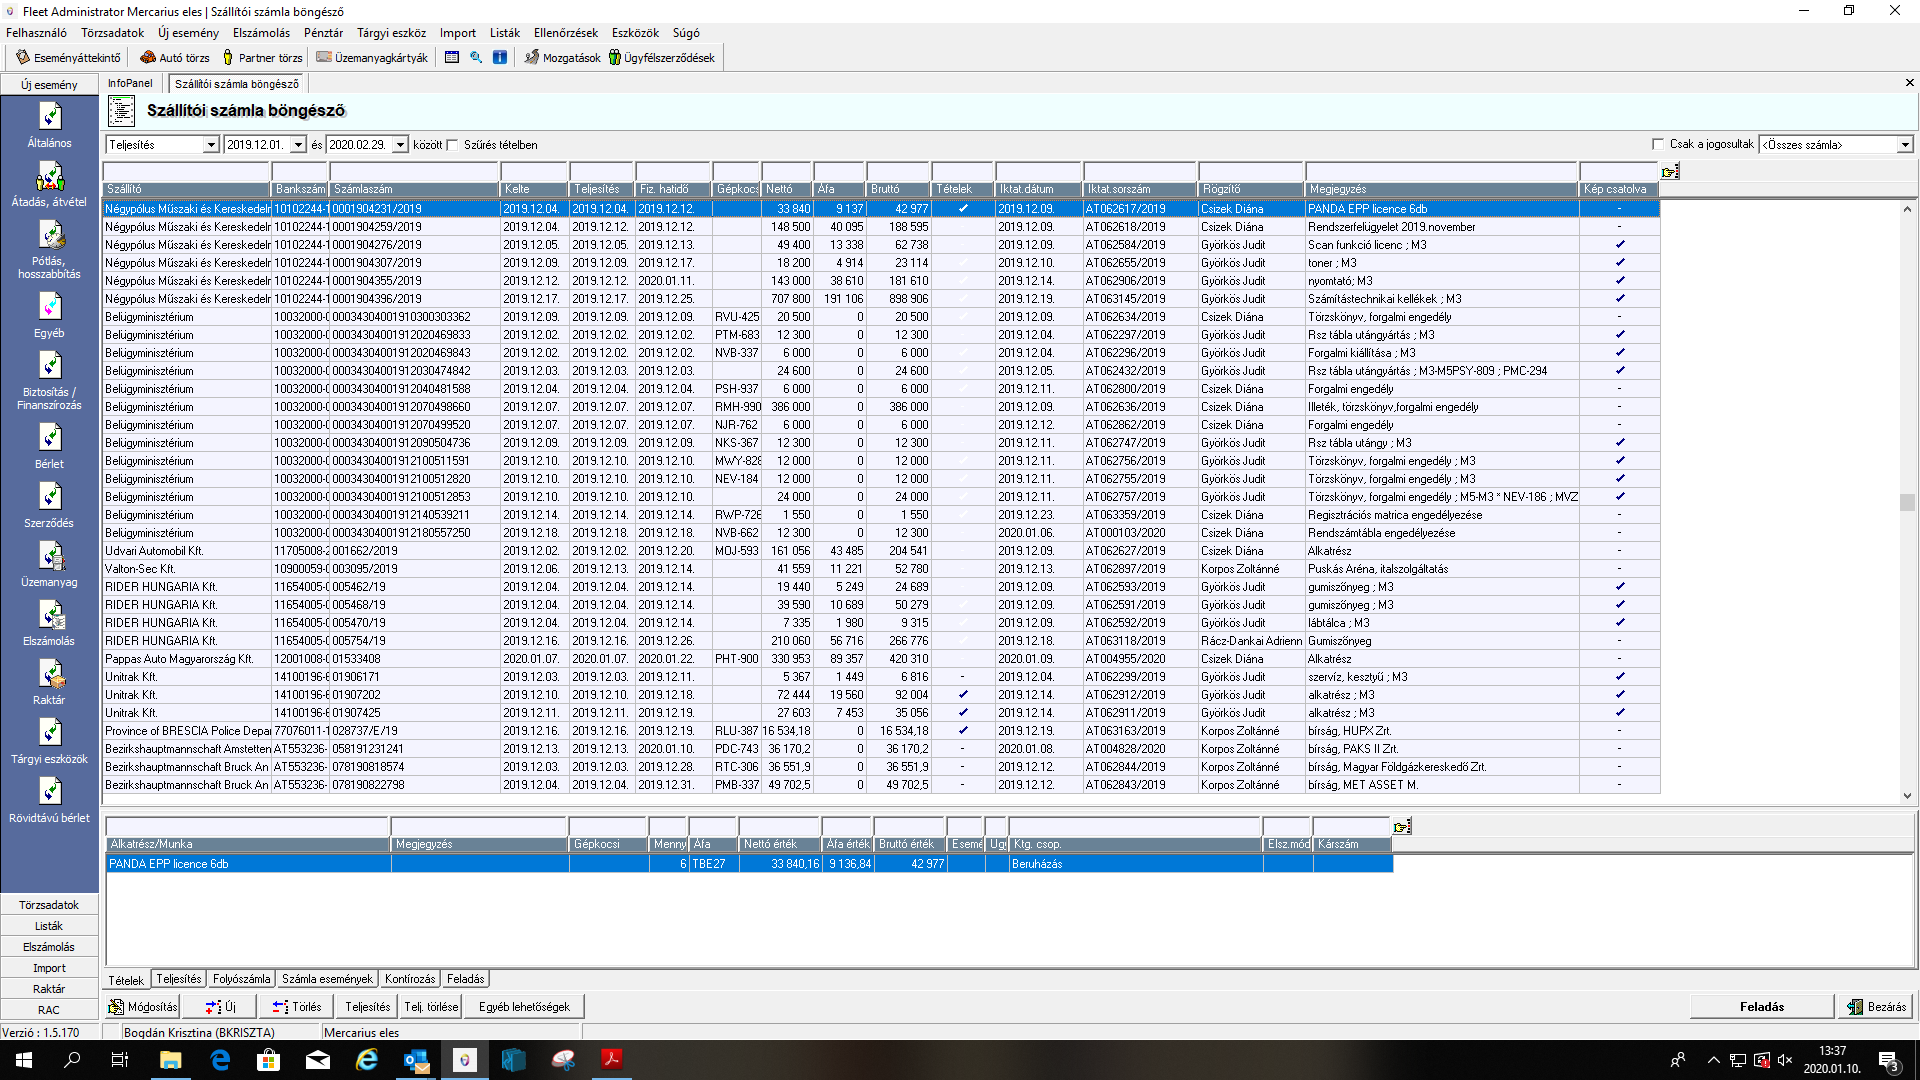 Fleet Administrator Mercarius eles | Szállítói számla böngésző
Felhasználó Törzsadatok Új esemény Elszámolás Pénztár Tárgyi eszköz Import Listák Ellenőrzések Eszközök Súgó
Eseményáttekintő Autó törzs Partner törzs Üzemanyagkártyák Mozgatások Ügyfélszerződések
Új esemény InfoPanel Szállítói számla böngésző
Szállítói számla böngésző
Teljesítés 2019.12.01. és 2020.02.29. között Szűrés tételben Csak a jogosultak <Összes számla>
Szállító Bankszám Számlaszám Kelte Teljesítés Fiz. hatidő Gépkocs Nettó Áfa Bruttó Tételek Iktat.dátum Iktat.sorszám Rögzítő Megjegyzés Kép csatolva
Négypólus Műszaki és Kereskedelm 10102244-1 0001904231/2019 2019.12.04. 2019.12.04. 2019.12.12. 33 840 9 137 42 977 ✓ 2019.12.09. AT062617/2019 Csizek Diána PANDA EPP licence 6db -
Négypólus Műszaki és Kereskedelm 10102244-1 0001904259/2019 2019.12.04. 2019.12.12. 2019.12.12. 148 500 40 095 188 595 2019.12.09. AT062618/2019 Csizek Diána Rendszerfelügyelet 2019.november -
Négypólus Műszaki és Kereskedelm 10102244-1 0001904276/2019 2019.12.05. 2019.12.05. 2019.12.13. 49 400 13 338 62 738 2019.12.09. AT062584/2019 Györkös Judit Scan funkció licenc ; M3 ✓
Négypólus Műszaki és Kereskedelm 10102244-1 0001904307/2019 2019.12.09. 2019.12.09. 2019.12.17. 18 200 4 914 23 114 2019.12.10. AT062655/2019 Györkös Judit toner ; M3 ✓
Négypólus Műszaki és Kereskedelm 10102244-1 0001904355/2019 2019.12.12. 2019.12.12. 2020.01.11. 143 000 38 610 181 610 2019.12.13. AT062906/2019 Györkös Judit nyomtató; M3 ✓
Négypólus Műszaki és Kereskedelm 10102244-1 0001904396/2019 2019.12.17. 2019.12.17. 2019.12.25. 707 800 191 106 898 906 2019.12.19. AT063145/2019 Györkös Judit Számítástechnikai kellékek ; M3 ✓
Belügyminisztérium 10032000-0 00034304001910300303362 2019.12.09. 2019.12.09. 2019.12.09. RVU-425 20 500 0 20 500 2019.12.09. AT062634/2019 Csizek Diána Törzskönyv, forgalmi engedély -
Belügyminisztérium 10032000-0 00034304001912020469833 2019.12.02. 2019.12.02. 2019.12.02. PTM-683 12 300 0 12 300 2019.12.04. AT062297/2019 Györkös Judit Rsz tábla utángyártás ; M3 ✓
Belügyminisztérium 10032000-0 00034304001912020469843 2019.12.02. 2019.12.02. 2019.12.02. NVB-337 6 000 0 6 000 2019.12.04. AT062296/2019 Györkös Judit Forgalmi kiállítása ; M3 ✓
Belügyminisztérium 10032000-0 00034304001912030474842 2019.12.03. 2019.12.03. 2019.12.03. 24 600 0 24 600 2019.12.05. AT062432/2019 Györkös Judit Rsz tábla utángyártás ; M3-M5PSY-809 ; PMC-294 ✓
Belügyminisztérium 10032000-0 00034304001912040481588 2019.12.04. 2019.12.04. 2019.12.04. PSH-937 6 000 0 6 000 2019.12.11. AT062800/2019 Csizek Diána Forgalmi engedély -
Belügyminisztérium 10032000-0 00034304001912070498660 2019.12.07. 2019.12.07. 2019.12.07. RMH-990 386 000 0 386 000 2019.12.09. AT062636/2019 Csizek Diána Illeték, törzskönyv,forgalmi engedély -
Belügyminisztérium 10032000-0 00034304001912070499520 2019.12.07. 2019.12.07. 2019.12.07. NJR-762 6 000 0 6 000 2019.12.12. AT062862/2019 Csizek Diána Forgalmi engedély -
Belügyminisztérium 10032000-0 00034304001912090504736 2019.12.09. 2019.12.09. 2019.12.09. NKS-367 12 300 0 12 300 2019.12.11. AT062747/2019 Györkös Judit Rsz tábla utángy ; M3 ✓
Belügyminisztérium 10032000-0 00034304001912100511591 2019.12.10. 2019.12.10. 2019.12.10. MWY-828 12 000 0 12 000 2019.12.11. AT062756/2019 Györkös Judit Törzskönyv, forgalmi engedély ; M3 ✓
Belügyminisztérium 10032000-0 00034304001912100512820 2019.12.10. 2019.12.10. 2019.12.10. NEV-184 12 000 0 12 000 2019.12.11. AT062755/2019 Györkös Judit Törzskönyv, forgalmi engedély ; M3 ✓
Belügyminisztérium 10032000-0 00034304001912100512853 2019.12.10. 2019.12.10. 2019.12.10. 24 000 0 24 000 2019.12.11. AT062757/2019 Györkös Judit Törzskönyv, forgalmi engedély ; M5-M3 * NEV-186 ; MVZ ✓
Belügyminisztérium 10032000-0 00034304001912140539211 2019.12.14. 2019.12.14. 2019.12.14. RWP-726 1 550 0 1 550 2019.12.23. AT063359/2019 Csizek Diána Regisztrációs matrica engedélyezése -
Belügyminisztérium 10032000-0 00034304001912180557250 2019.12.18. 2019.12.18. 2019.12.18. NVB-662 12 300 0 12 300 2020.01.06. AT000103/2020 Csizek Diána Rendszámtábla engedélyezése -
Udvari Automobil Kft. 11705008-2 001662/2019 2019.12.02. 2019.12.02. 2019.12.20. MOJ-593 161 056 43 485 204 541 2019.12.09. AT062627/2019 Csizek Diána Alkatrész -
Valton-Sec Kft. 10900059-0 003095/2019 2019.12.06. 2019.12.13. 2019.12.14. 41 559 11 221 52 780 2019.12.13. AT062897/2019 Korpos Zoltánné Puskás Aréna, italszolgáltatás -
RIDER HUNGARIA Kft. 11654005-0 005462/19 2019.12.04. 2019.12.04. 2019.12.14. 19 440 5 249 24 689 2019.12.09. AT062593/2019 Györkös Judit gumiszőnyeg ; M3 ✓
RIDER HUNGARIA Kft. 11654005-0 005468/19 2019.12.04. 2019.12.04. 2019.12.14. 39 590 10 689 50 279 2019.12.09. AT062591/2019 Györkös Judit gumiszőnyeg ; M3 ✓
RIDER HUNGARIA Kft. 11654005-0 005470/19 2019.12.04. 2019.12.04. 2019.12.14. 7 335 1 980 9 315 2019.12.09. AT062592/2019 Györkös Judit lábtálca ; M3 ✓
RIDER HUNGARIA Kft. 11654005-0 005754/19 2019.12.16. 2019.12.16. 2019.12.26. 210 060 56 716 266 776 2019.12.18. AT063118/2019 Rácz-Dankai Adrienn Gumiszőnyeg -
Pappas Auto Magyarország Kft. 12001008-0 01533408 2020.01.07. 2020.01.07. 2020.01.22. PHT-900 330 953 89 357 420 310 2020.01.09. AT004955/2020 Csizek Diána Alkatrész -
Unitrak Kft. 14100196-6 01906171 2019.12.03. 2019.12.03. 2019.12.11. 5 367 1 449 6 816 - 2019.12.04. AT062299/2019 Györkös Judit szervíz, kesztyű ; M3 ✓
Unitrak Kft. 14100196-6 01907202 2019.12.10. 2019.12.10. 2019.12.18. 72 444 19 560 92 004 ✓ 2019.12.14. AT062912/2019 Györkös Judit alkatrész ; M3 ✓
Unitrak Kft. 14100196-6 01907425 2019.12.11. 2019.12.11. 2019.12.19. 27 603 7 453 35 056 ✓ 2019.12.14. AT062911/2019 Györkös Judit alkatrész ; M3 ✓
Province of BRESCIA Police Depar 77076011-1 028737/E/19 2019.12.16. 2019.12.16. 2019.12.19. RLU-387 16 534,18 0 16 534,18 ✓ 2019.12.19. AT063163/2019 Korpos Zoltánné bírság, HUPX Zrt. -
Bezirkshauptmannschaft Amstetten AT553236- 058191231241 2019.12.13. 2019.12.13. 2020.01.10. PDC-743 36 170,2 0 36 170,2 - 2020.01.08. AT004828/2020 Korpos Zoltánné bírság, PAKS II Zrt. -
Bezirkshauptmannschaft Bruck An AT553236- 078190818574 2019.12.03. 2019.12.03. 2019.12.28. RTC-306 36 551,9 0 36 551,9 - 2019.12.12. AT062844/2019 Korpos Zoltánné bírság, Magyar Földgázkereskedő Zrt. -
Bezirkshauptmannschaft Bruck An AT553236- 078190822798 2019.12.04. 2019.12.04. 2019.12.31. PMB-337 49 702,5 0 49 702,5 - 2019.12.12. AT062843/2019 Korpos Zoltánné bírság, MET ASSET M. -
Általános
Átadás, átvétel
Pótlás,
hosszabbítás
Egyéb
Biztosítás /
Finanszírozás
Bérlet
Szerződés
Üzemanyag
Elszámolás
Raktár
Tárgyi eszközök
Rövidtávú bérlet
Törzsadatok
Listák
Elszámolás
Import
Raktár
RAC
Alkatrész/Munka Megjegyzés Gépkocsi Menny Áfa Nettó érték Áfa érték Bruttó érték Esemé Ügy Ktg. csop. Elsz.mód Kárszám
PANDA EPP licence 6db 6 TBE27 33 840,16 9 136,84 42 977 Beruházás
Tételek Teljesítés Folyószámla Számla események Kontírozás Feladás
Módosítás Új Törlés Teljesítés Telj. törlése Egyéb lehetőségek Feladás Bezárás
Verzió : 1.5.170 Bogdán Krisztina (BKRISZTA) Mercarius eles
13:37
2020.01.10.
3